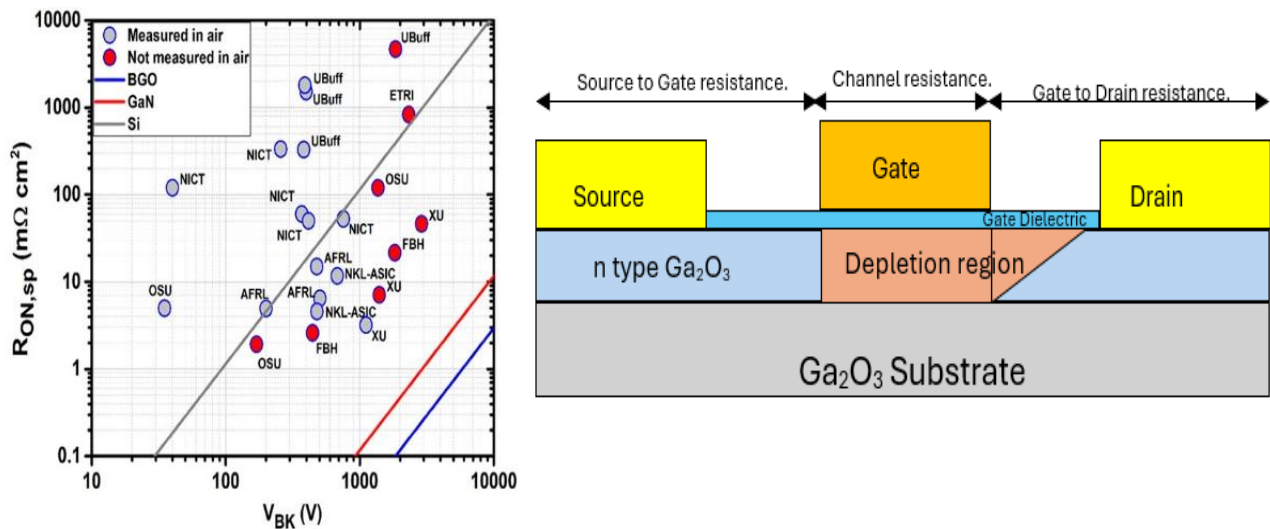 Measured in air
Not measured in air
BGO
GaN
Si
10000
1000
100
10
1
0.1
R_ON,sp (mΩ cm²)
10
100
1000
10000
V_BK (V)
UBuff
UBuff
UBuff
ETRI
UBuff
NICT
NICT
OSU
NICT
XU
NICT
NICT
FBH
AFRL
NKL-ASIC
XU
OSU
AFRL
AFRL
NKL-ASIC
XU
FBH
OSU
Source to Gate resistance.
Channel resistance.
Gate to Drain resistance.
Source
Gate
Drain
Gate Dielectric
n type Ga₂O₃
Depletion region
Ga₂O₃ Substrate